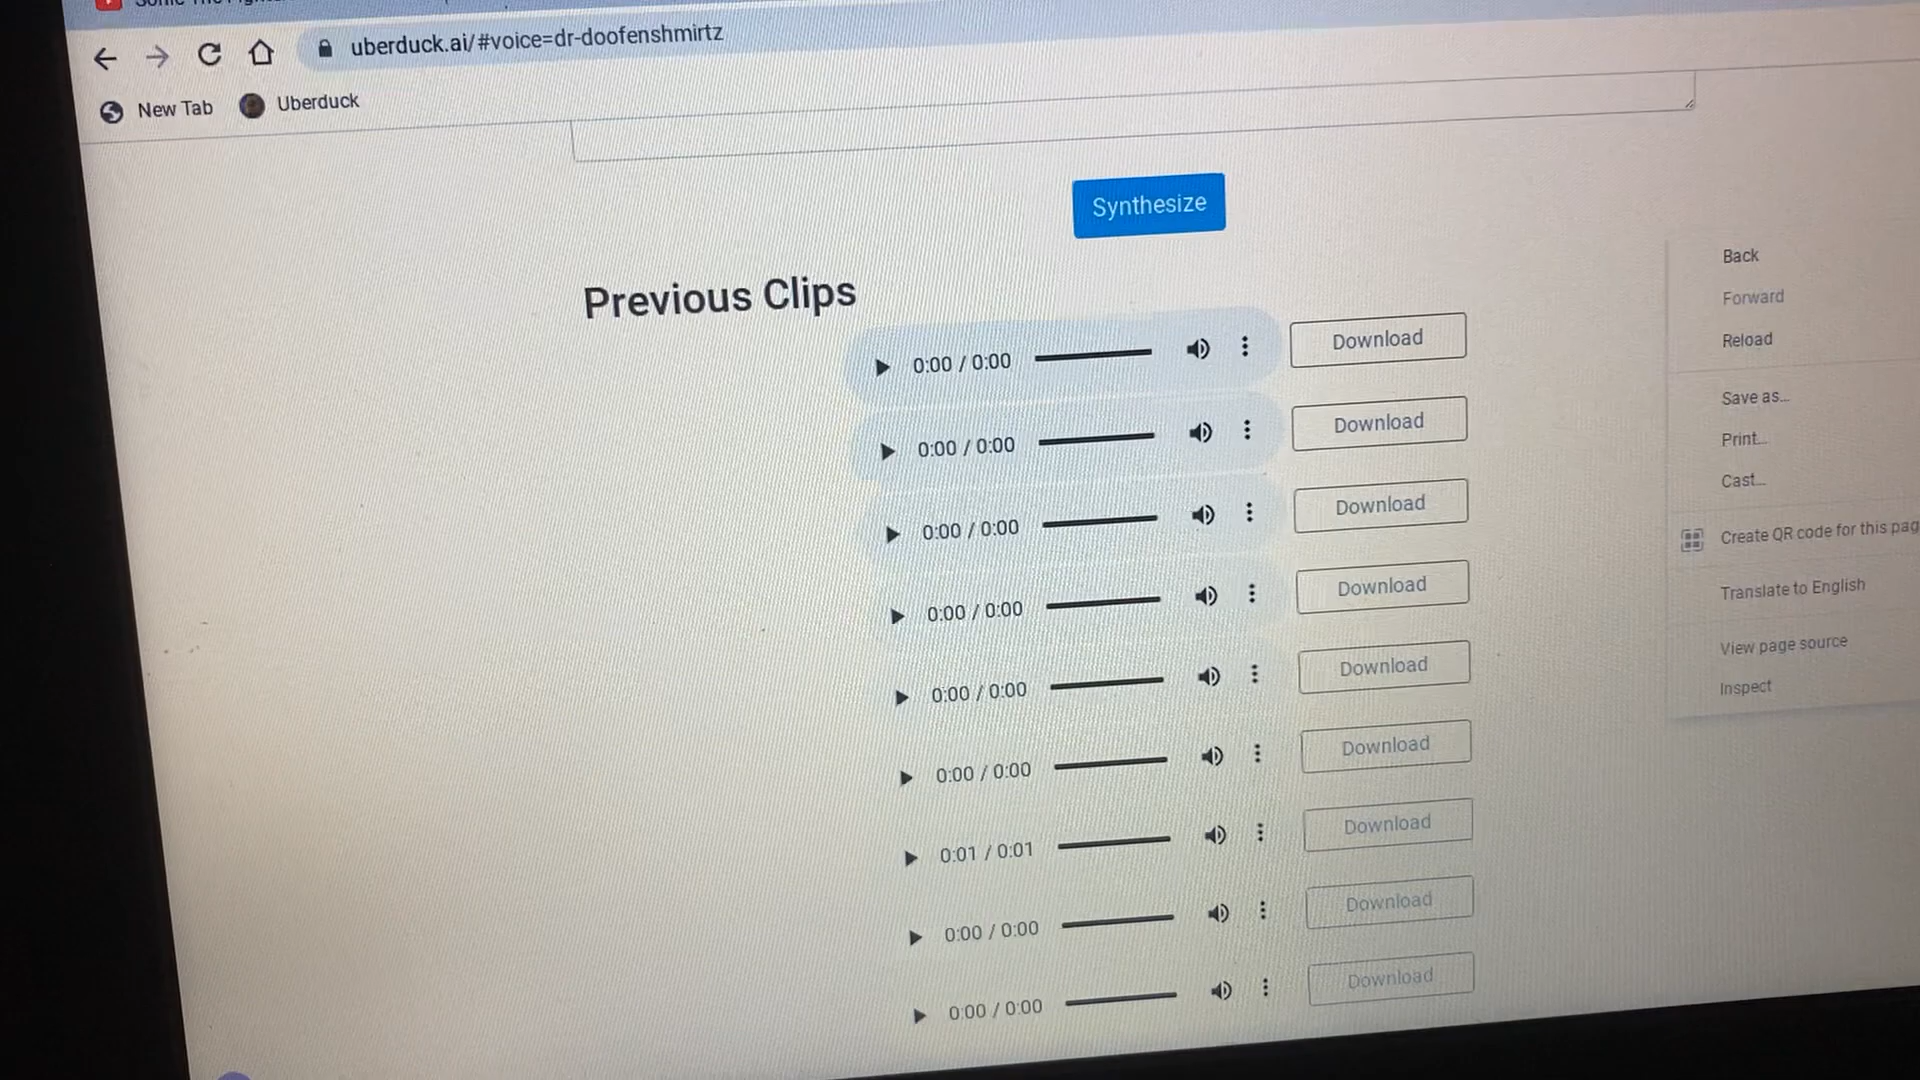 uberduck.ai/#voice=dr-doofenshmirtz
New Tab Uberduck
Synthesize
Previous Clips
0:00 / 0:00 Download
0:00 / 0:00 Download
0:00 / 0:00 Download
0:00 / 0:00 Download
0:00 / 0:00 Download
0:00 / 0:00 Download
0:01 / 0:01 Download
0:00 / 0:00 Download
0:00 / 0:00 Download
Back
Forward
Reload
Save as...
Print...
Cast...
Create QR code for this pag
Translate to English
View page source
Inspect